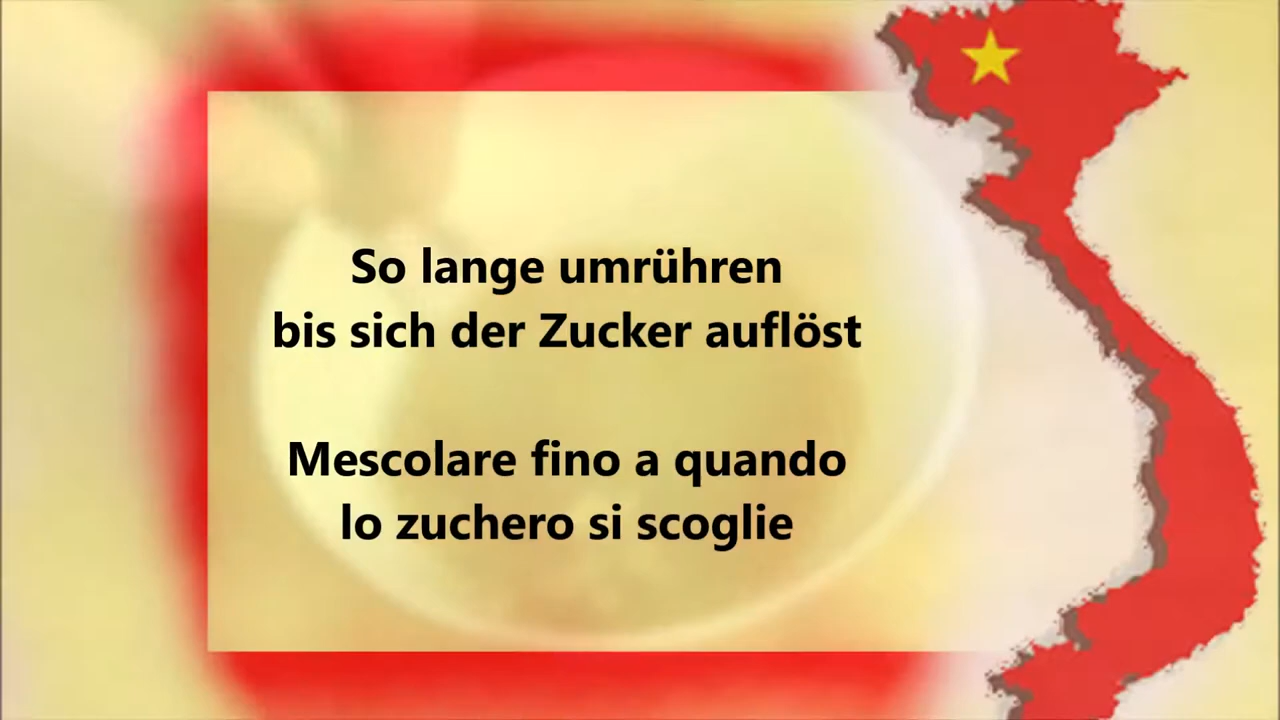 So lange umrühren
bis sich der Zucker auflöst
Mescolare fino a quando
lo zuchero si scoglie